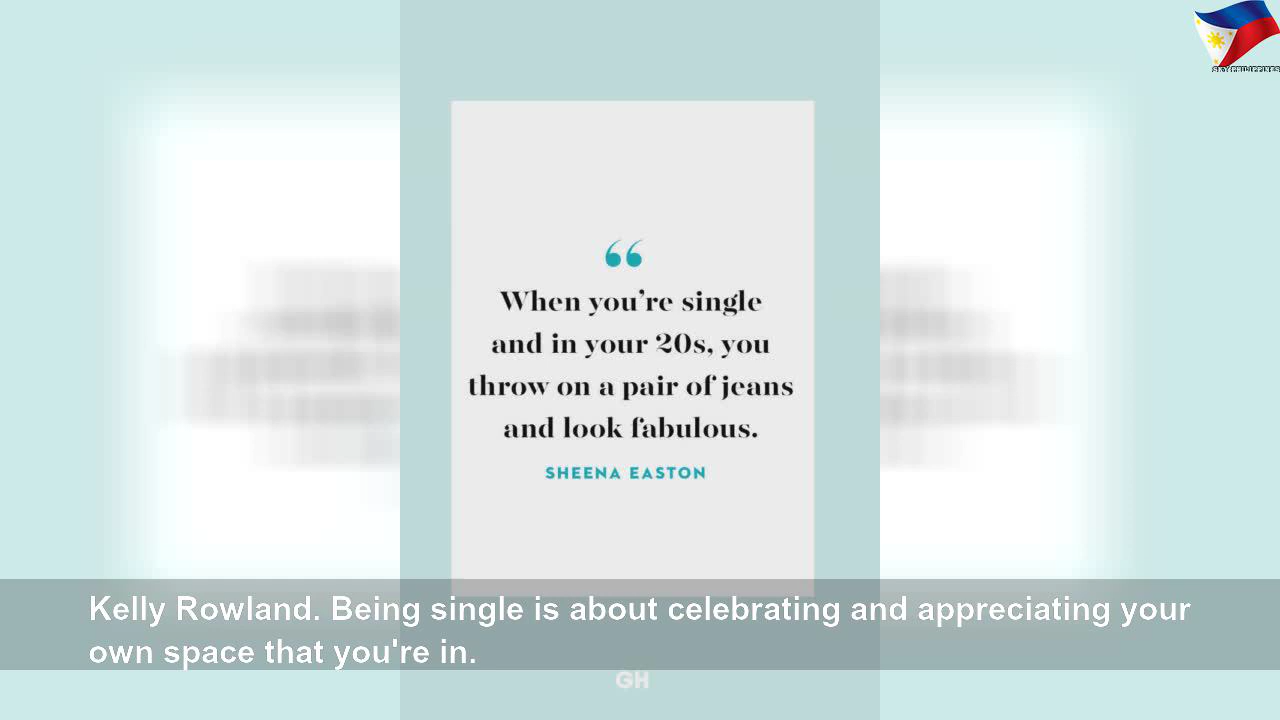 “
When you’re single
and in your 20s, you
throw on a pair of jeans
and look fabulous.
SHEENA EASTON
Kelly Rowland. Being single is about celebrating and appreciating your
own space that you're in.
GH